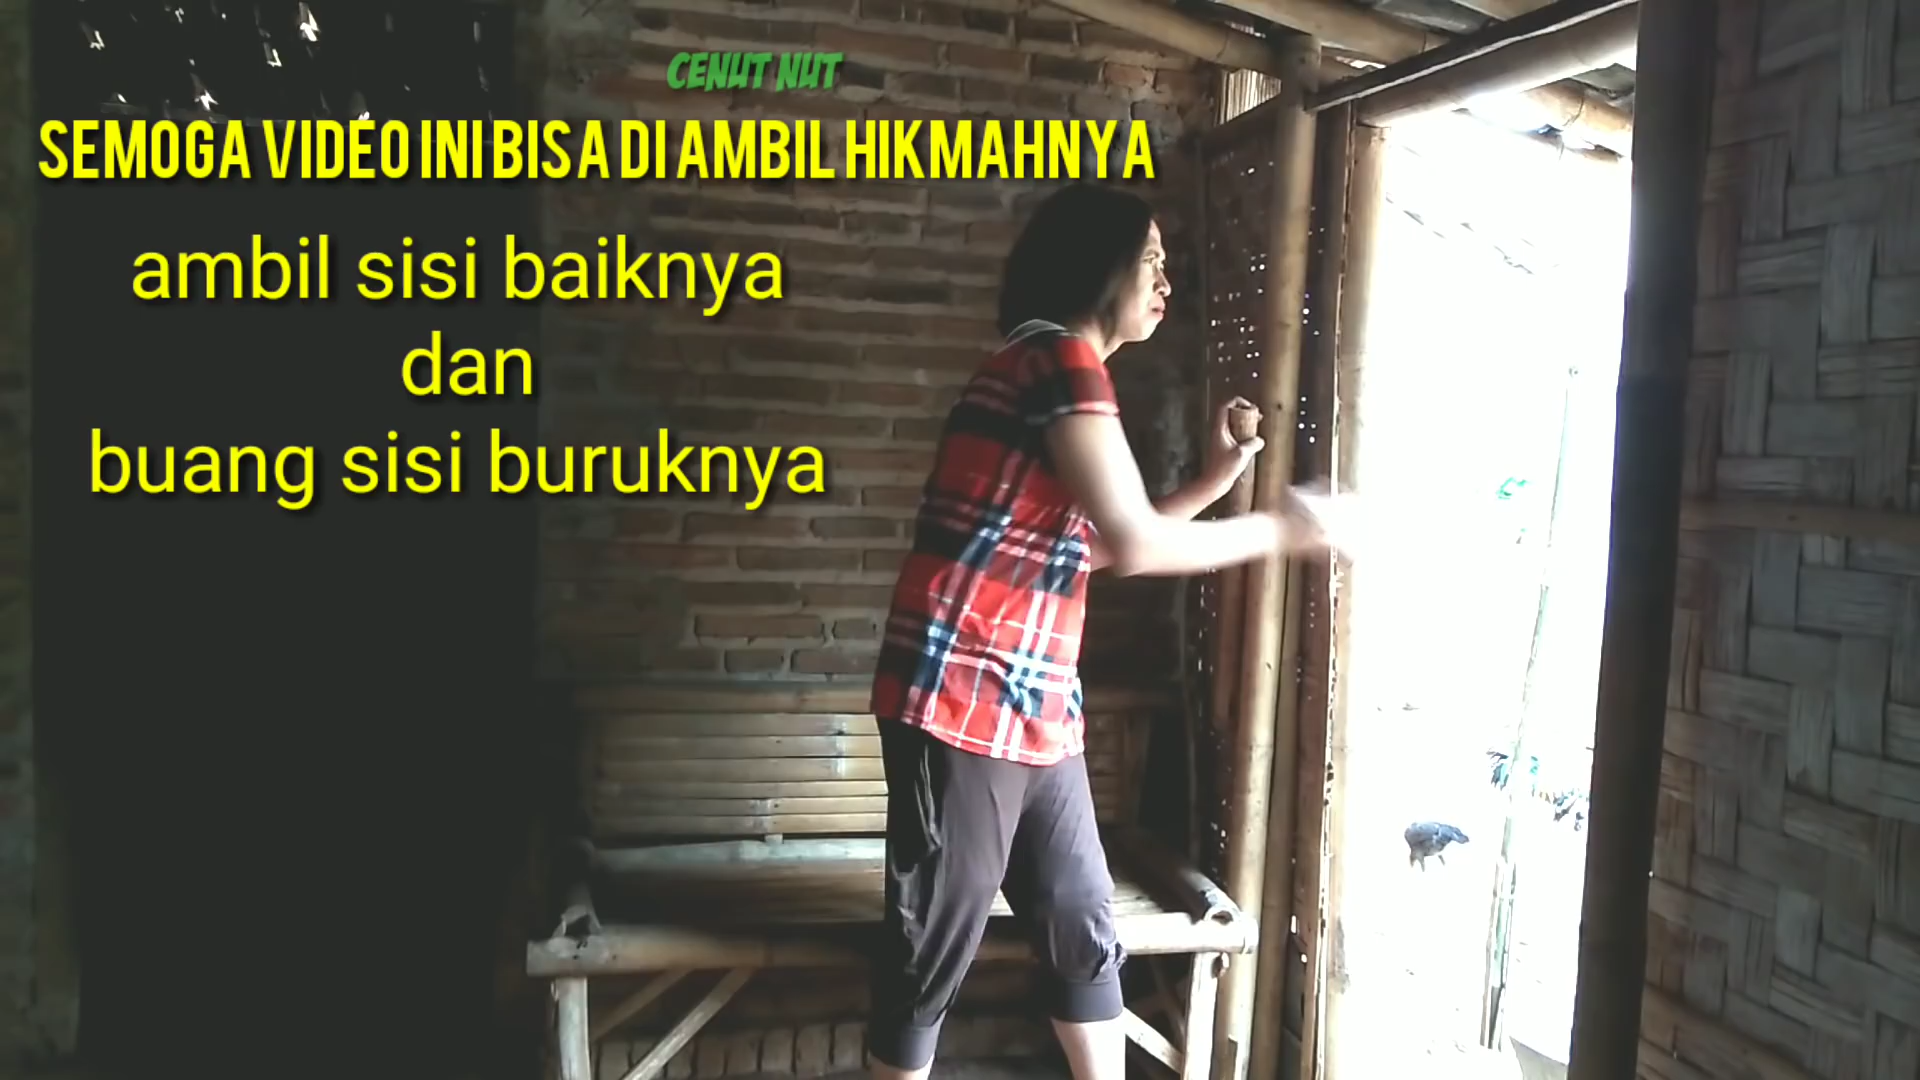 CENUT NUT
SEMOGA VIDEO INI BISA DI AMBIL HIKMAHNYA
ambil sisi baiknya
dan
buang sisi buruknya